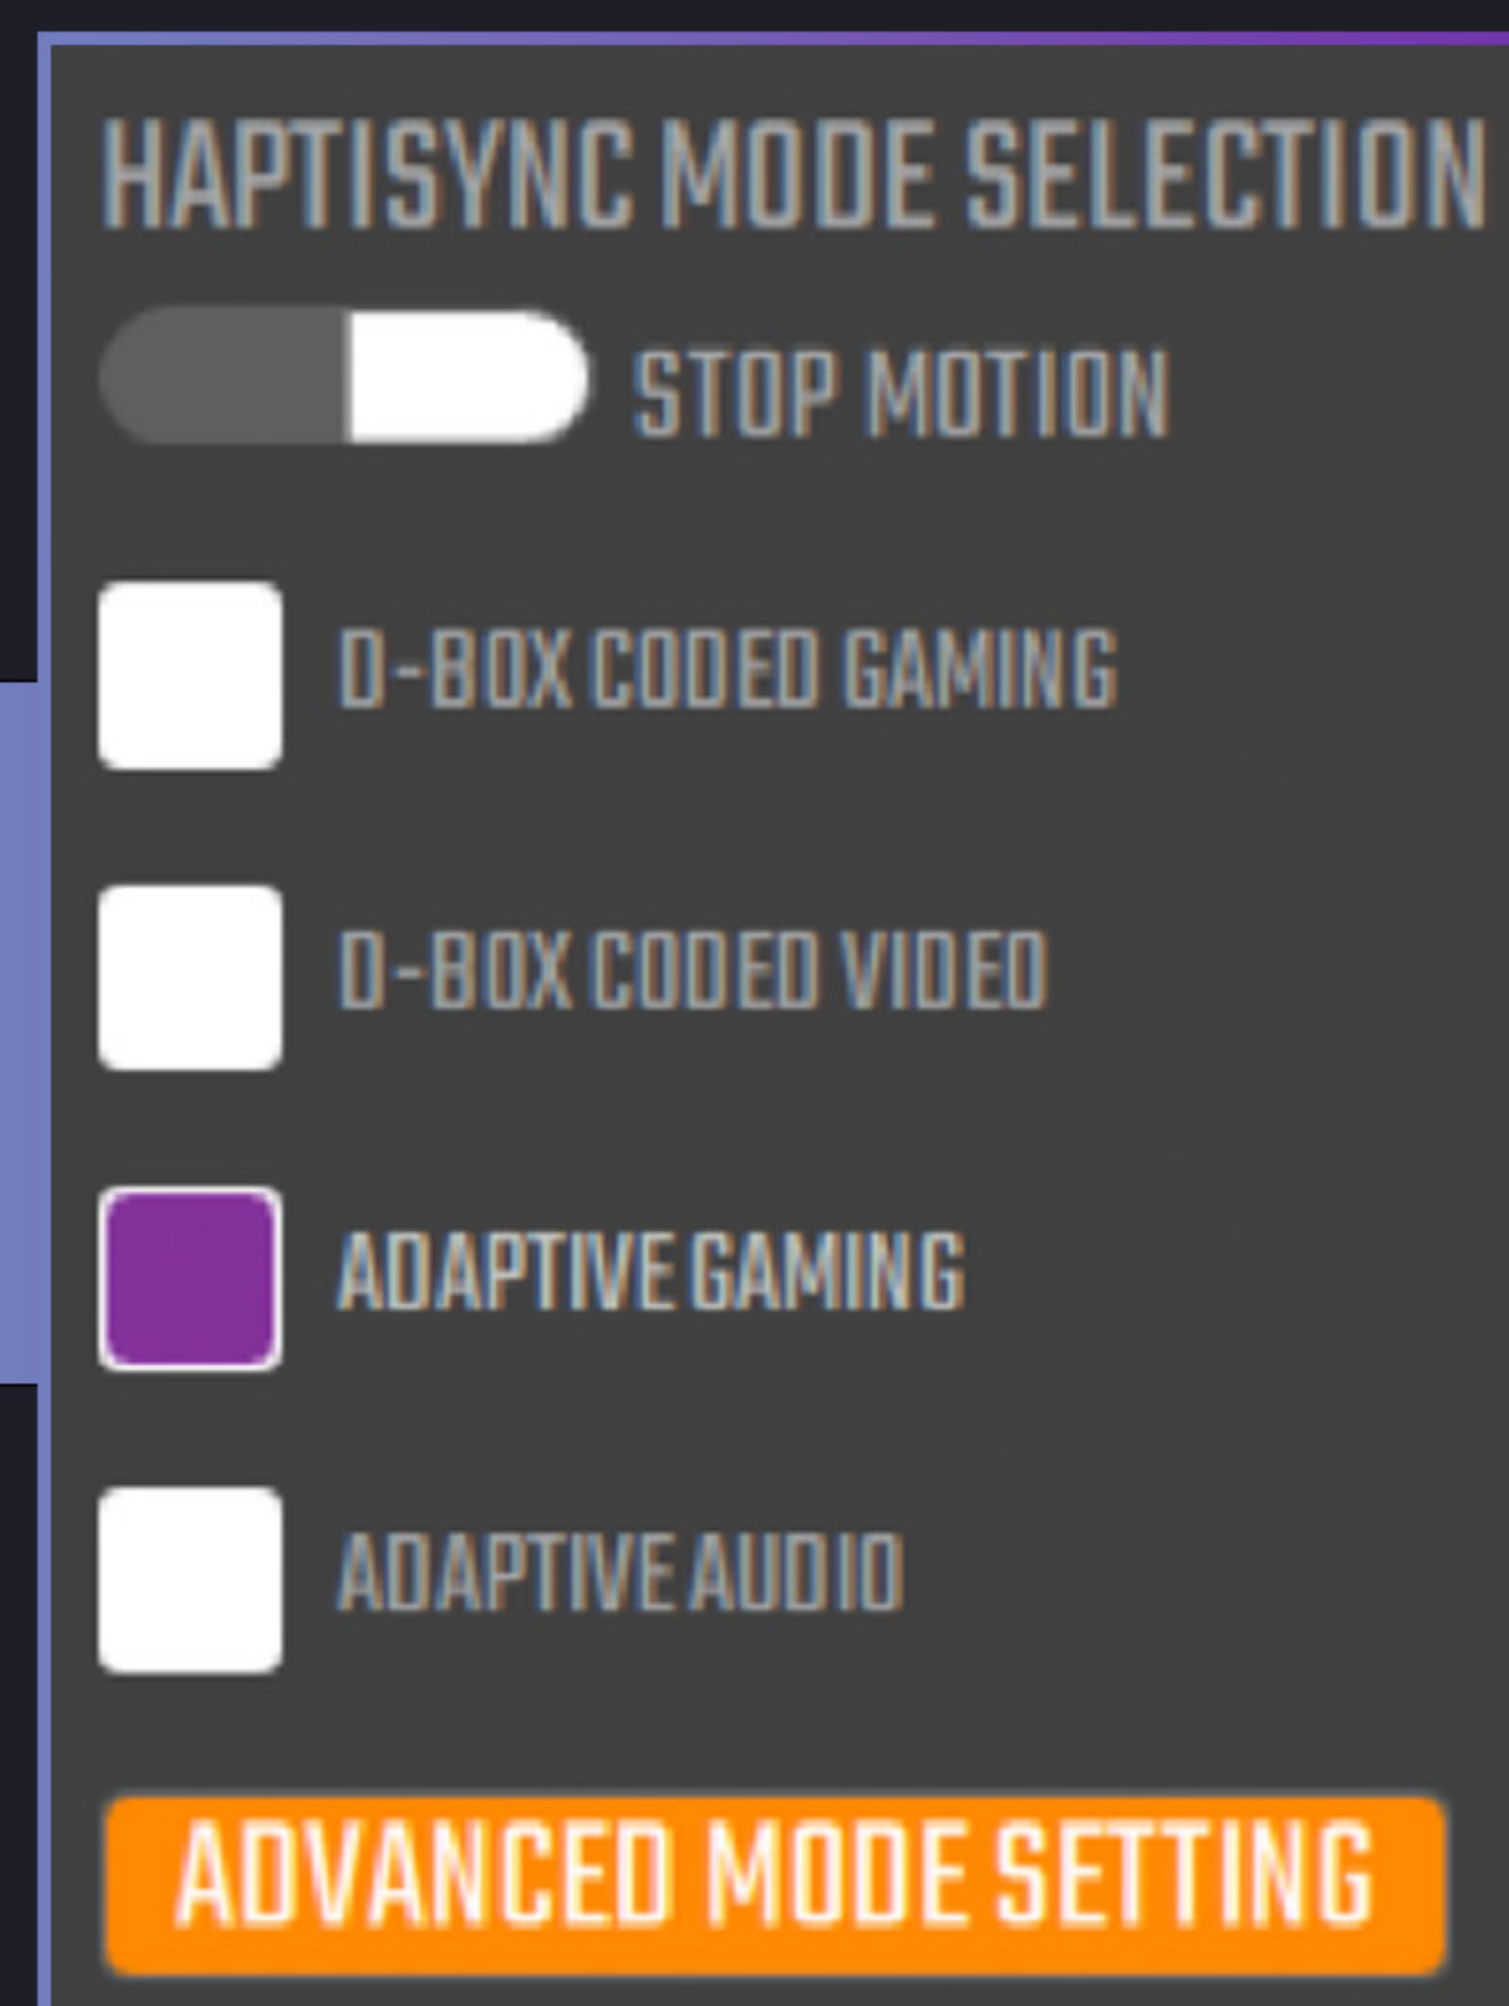 HAPTISYNC MODE SELECTION
STOP MOTION
D-BOX CODED GAMING
D-BOX CODED VIDEO
ADAPTIVE GAMING
ADAPTIVE AUDIO
ADVANCED MODE SETTING